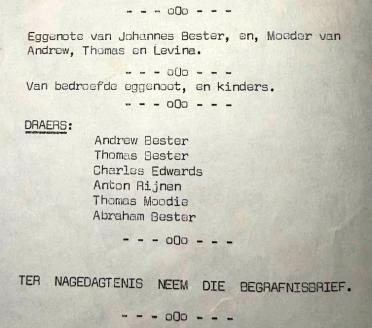 - - - oOo - - -
Eggenote van Johannes Bester, en, Moeder van
Andrew, Thomas en Levina.
- - - oOo - - -
Van bedroefde eggenoot, en kinders.
- - - oOo - - -
DRAERS:
Andrew Bester
Thomas Bester
Charles Edwards
Anton Rijnen
Thomas Moodie
Abraham Bester
- - - oOo - - -
TER NAGEDAGTENIS NEEM DIE BEGRAFNISBRIEF.
- - - oOo - - -